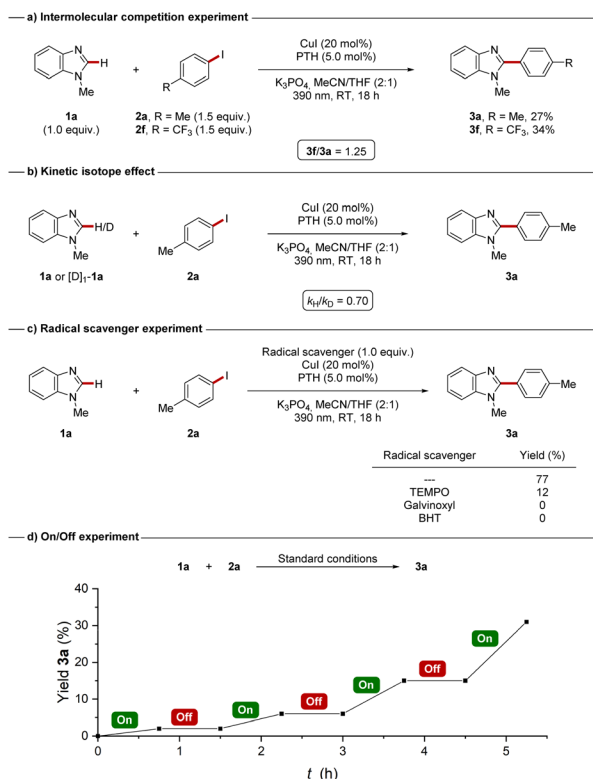 a) Intermolecular competition experiment
N
N
Me
H
1a
(1.0 equiv.)
+
R
I
2a, R = Me (1.5 equiv.)
2f, R = CF₃ (1.5 equiv.)
CuI (20 mol%)
PTH (5.0 mol%)
K₃PO₄, MeCN/THF (2:1)
390 nm, RT, 18 h
N
N
Me
R
3a, R = Me, 27%
3f, R = CF₃, 34%
3f/3a = 1.25
b) Kinetic isotope effect
N
N
Me
H/D
1a or [D]₁-1a
+
Me
I
2a
CuI (20 mol%)
PTH (5.0 mol%)
K₃PO₄, MeCN/THF (2:1)
390 nm, RT, 18 h
N
N
Me
Me
3a
kH/kD = 0.70
c) Radical scavenger experiment
N
N
Me
H
1a
+
Me
I
2a
Radical scavenger (1.0 equiv.)
CuI (20 mol%)
PTH (5.0 mol%)
K₃PO₄, MeCN/THF (2:1)
390 nm, RT, 18 h
N
N
Me
Me
3a
Radical scavenger Yield (%)
--- 77
TEMPO 12
Galvinoxyl 0
BHT 0
d) On/Off experiment
1a + 2a Standard conditions 3a
Yield 3a (%)
40
30
20
10
0
On
Off
On
Off
On
Off
On
0 1 2 3 4 5
t (h)